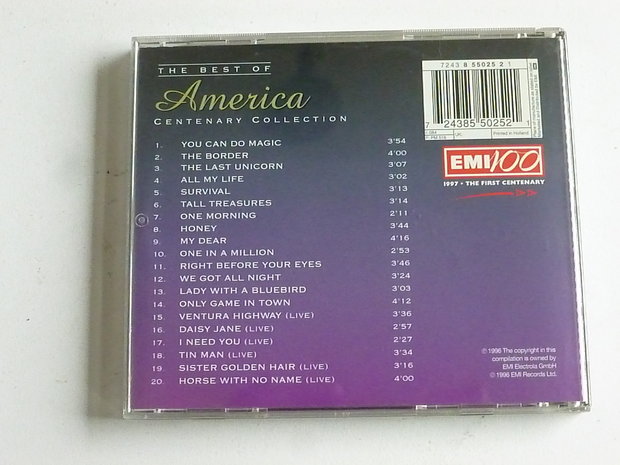 THE BEST OF
America
CENTENARY COLLECTION
1. YOU CAN DO MAGIC 3'54
2. THE BORDER 4'00
3. THE LAST UNICORN 3'07
4. ALL MY LIFE 3'02
5. SURVIVAL 3'13
6. TALL TREASURES 3'14
7. ONE MORNING 2'11
8. HONEY 3'44
9. MY DEAR 4'16
10. ONE IN A MILLION 2'53
11. RIGHT BEFORE YOUR EYES 3'46
12. WE GOT ALL NIGHT 3'24
13. LADY WITH A BLUEBIRD 3'03
14. ONLY GAME IN TOWN 4'12
15. VENTURA HIGHWAY (LIVE) 3'36
16. DAISY JANE (LIVE) 2'57
17. I NEED YOU (LIVE) 2'27
18. TIN MAN (LIVE) 3'34
19. SISTER GOLDEN HAIR (LIVE) 3'16
20. HORSE WITH NO NAME (LIVE) 4'00
7243 8 55025 2 1
7 24385 50252
Printed in Holland
EMI 100
1997 • THE FIRST CENTENARY
℗ 1996 The copyright in this
compilation is owned by
EMI Electrola GmbH
© 1996 EMI Records Ltd.